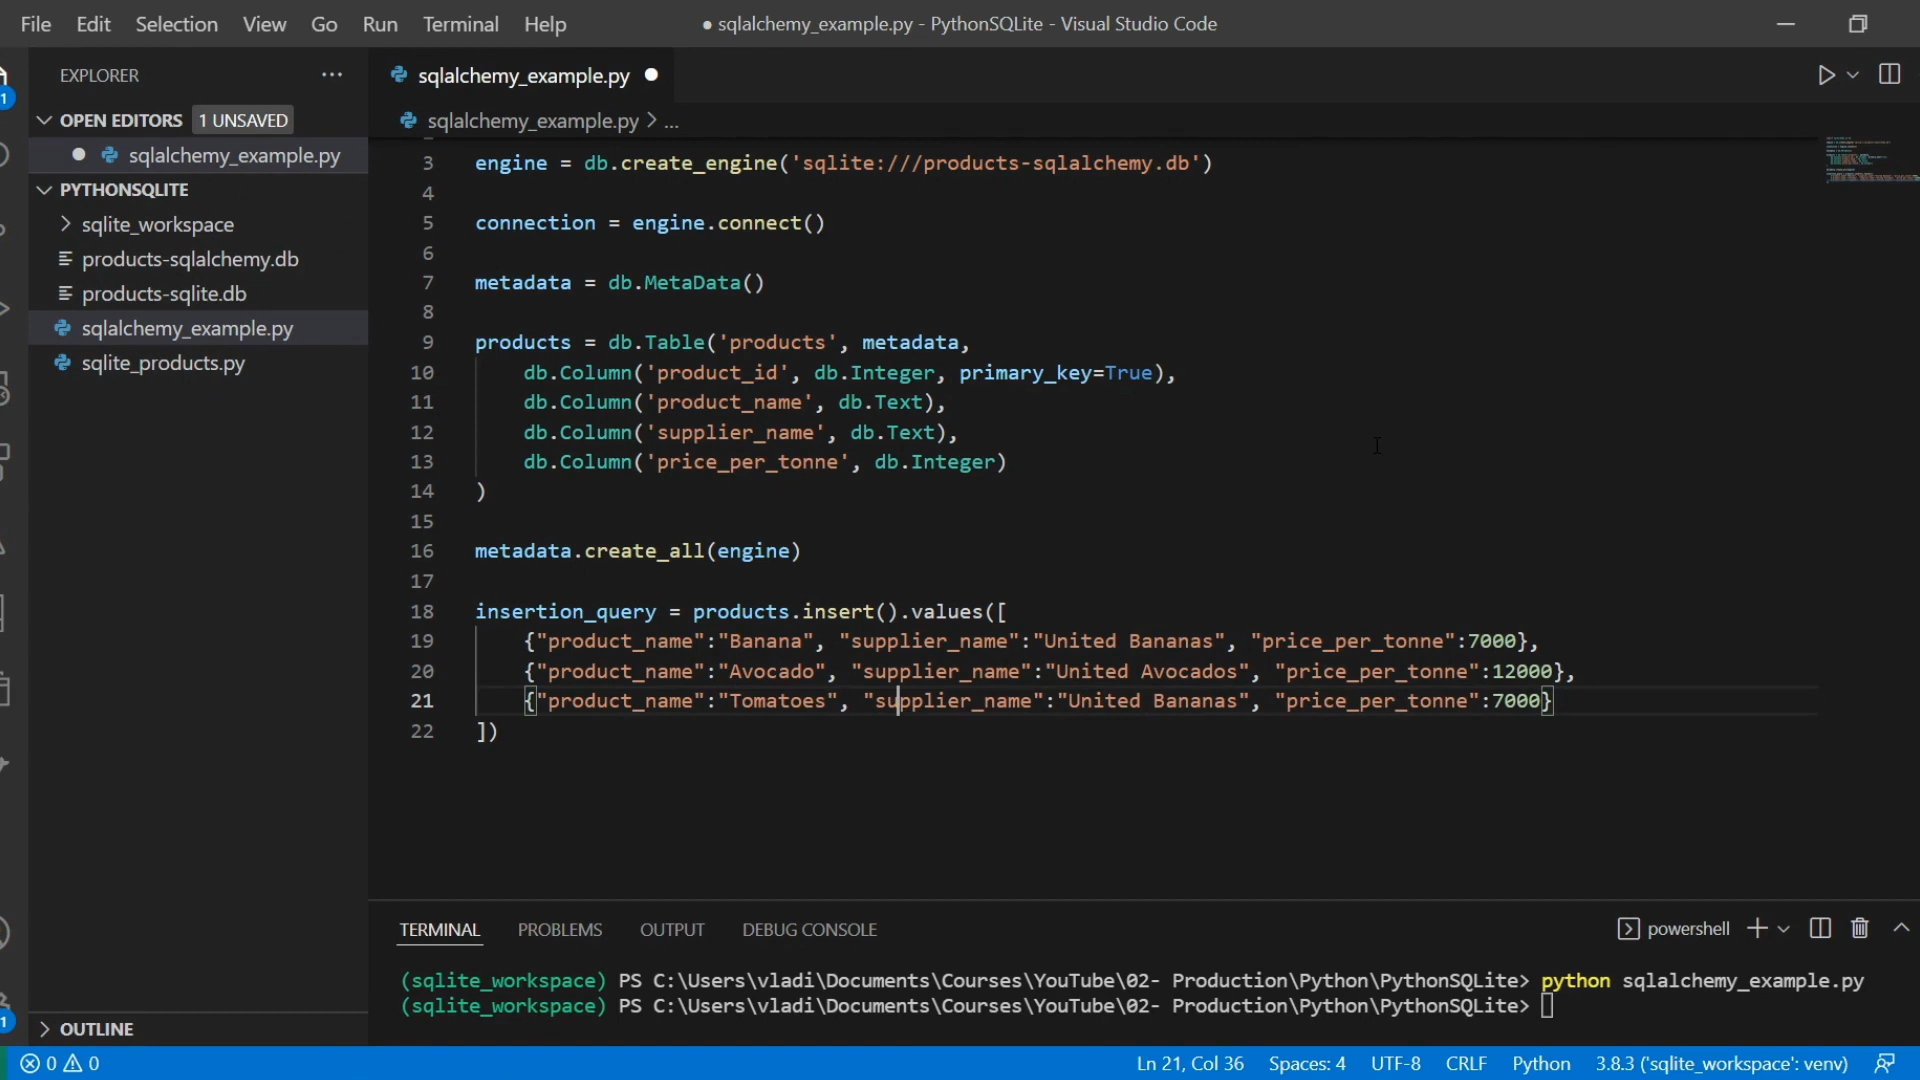 File Edit Selection View Go Run Terminal Help ● sqlalchemy_example.py - PythonSQLite - Visual Studio Code
EXPLORER ···
OPEN EDITORS 1 UNSAVED
sqlalchemy_example.py
PYTHONSQLITE
sqlite_workspace
products-sqlalchemy.db
products-sqlite.db
sqlalchemy_example.py
sqlite_products.py
OUTLINE
1
1
sqlalchemy_example.py ●
sqlalchemy_example.py > ...
3 engine = db.create_engine('sqlite:///products-sqlalchemy.db')
4
5 connection = engine.connect()
6
7 metadata = db.MetaData()
8
9 products = db.Table('products', metadata,
10 db.Column('product_id', db.Integer, primary_key=True),
11 db.Column('product_name', db.Text),
12 db.Column('supplier_name', db.Text),
13 db.Column('price_per_tonne', db.Integer)
14 )
15
16 metadata.create_all(engine)
17
18 insertion_query = products.insert().values([
19 {"product_name":"Banana", "supplier_name":"United Bananas", "price_per_tonne":7000},
20 {"product_name":"Avocado", "supplier_name":"United Avocados", "price_per_tonne":12000},
21 {"product_name":"Tomatoes", "supplier_name":"United Bananas", "price_per_tonne":7000}
22 ])
TERMINAL PROBLEMS OUTPUT DEBUG CONSOLE powershell
(sqlite_workspace) PS C:\Users\vladi\Documents\Courses\YouTube\02- Production\Python\PythonSQLite> python sqlalchemy_example.py
(sqlite_workspace) PS C:\Users\vladi\Documents\Courses\YouTube\02- Production\Python\PythonSQLite>
0 0 Ln 21, Col 36 Spaces: 4 UTF-8 CRLF Python 3.8.3 ('sqlite_workspace': venv)